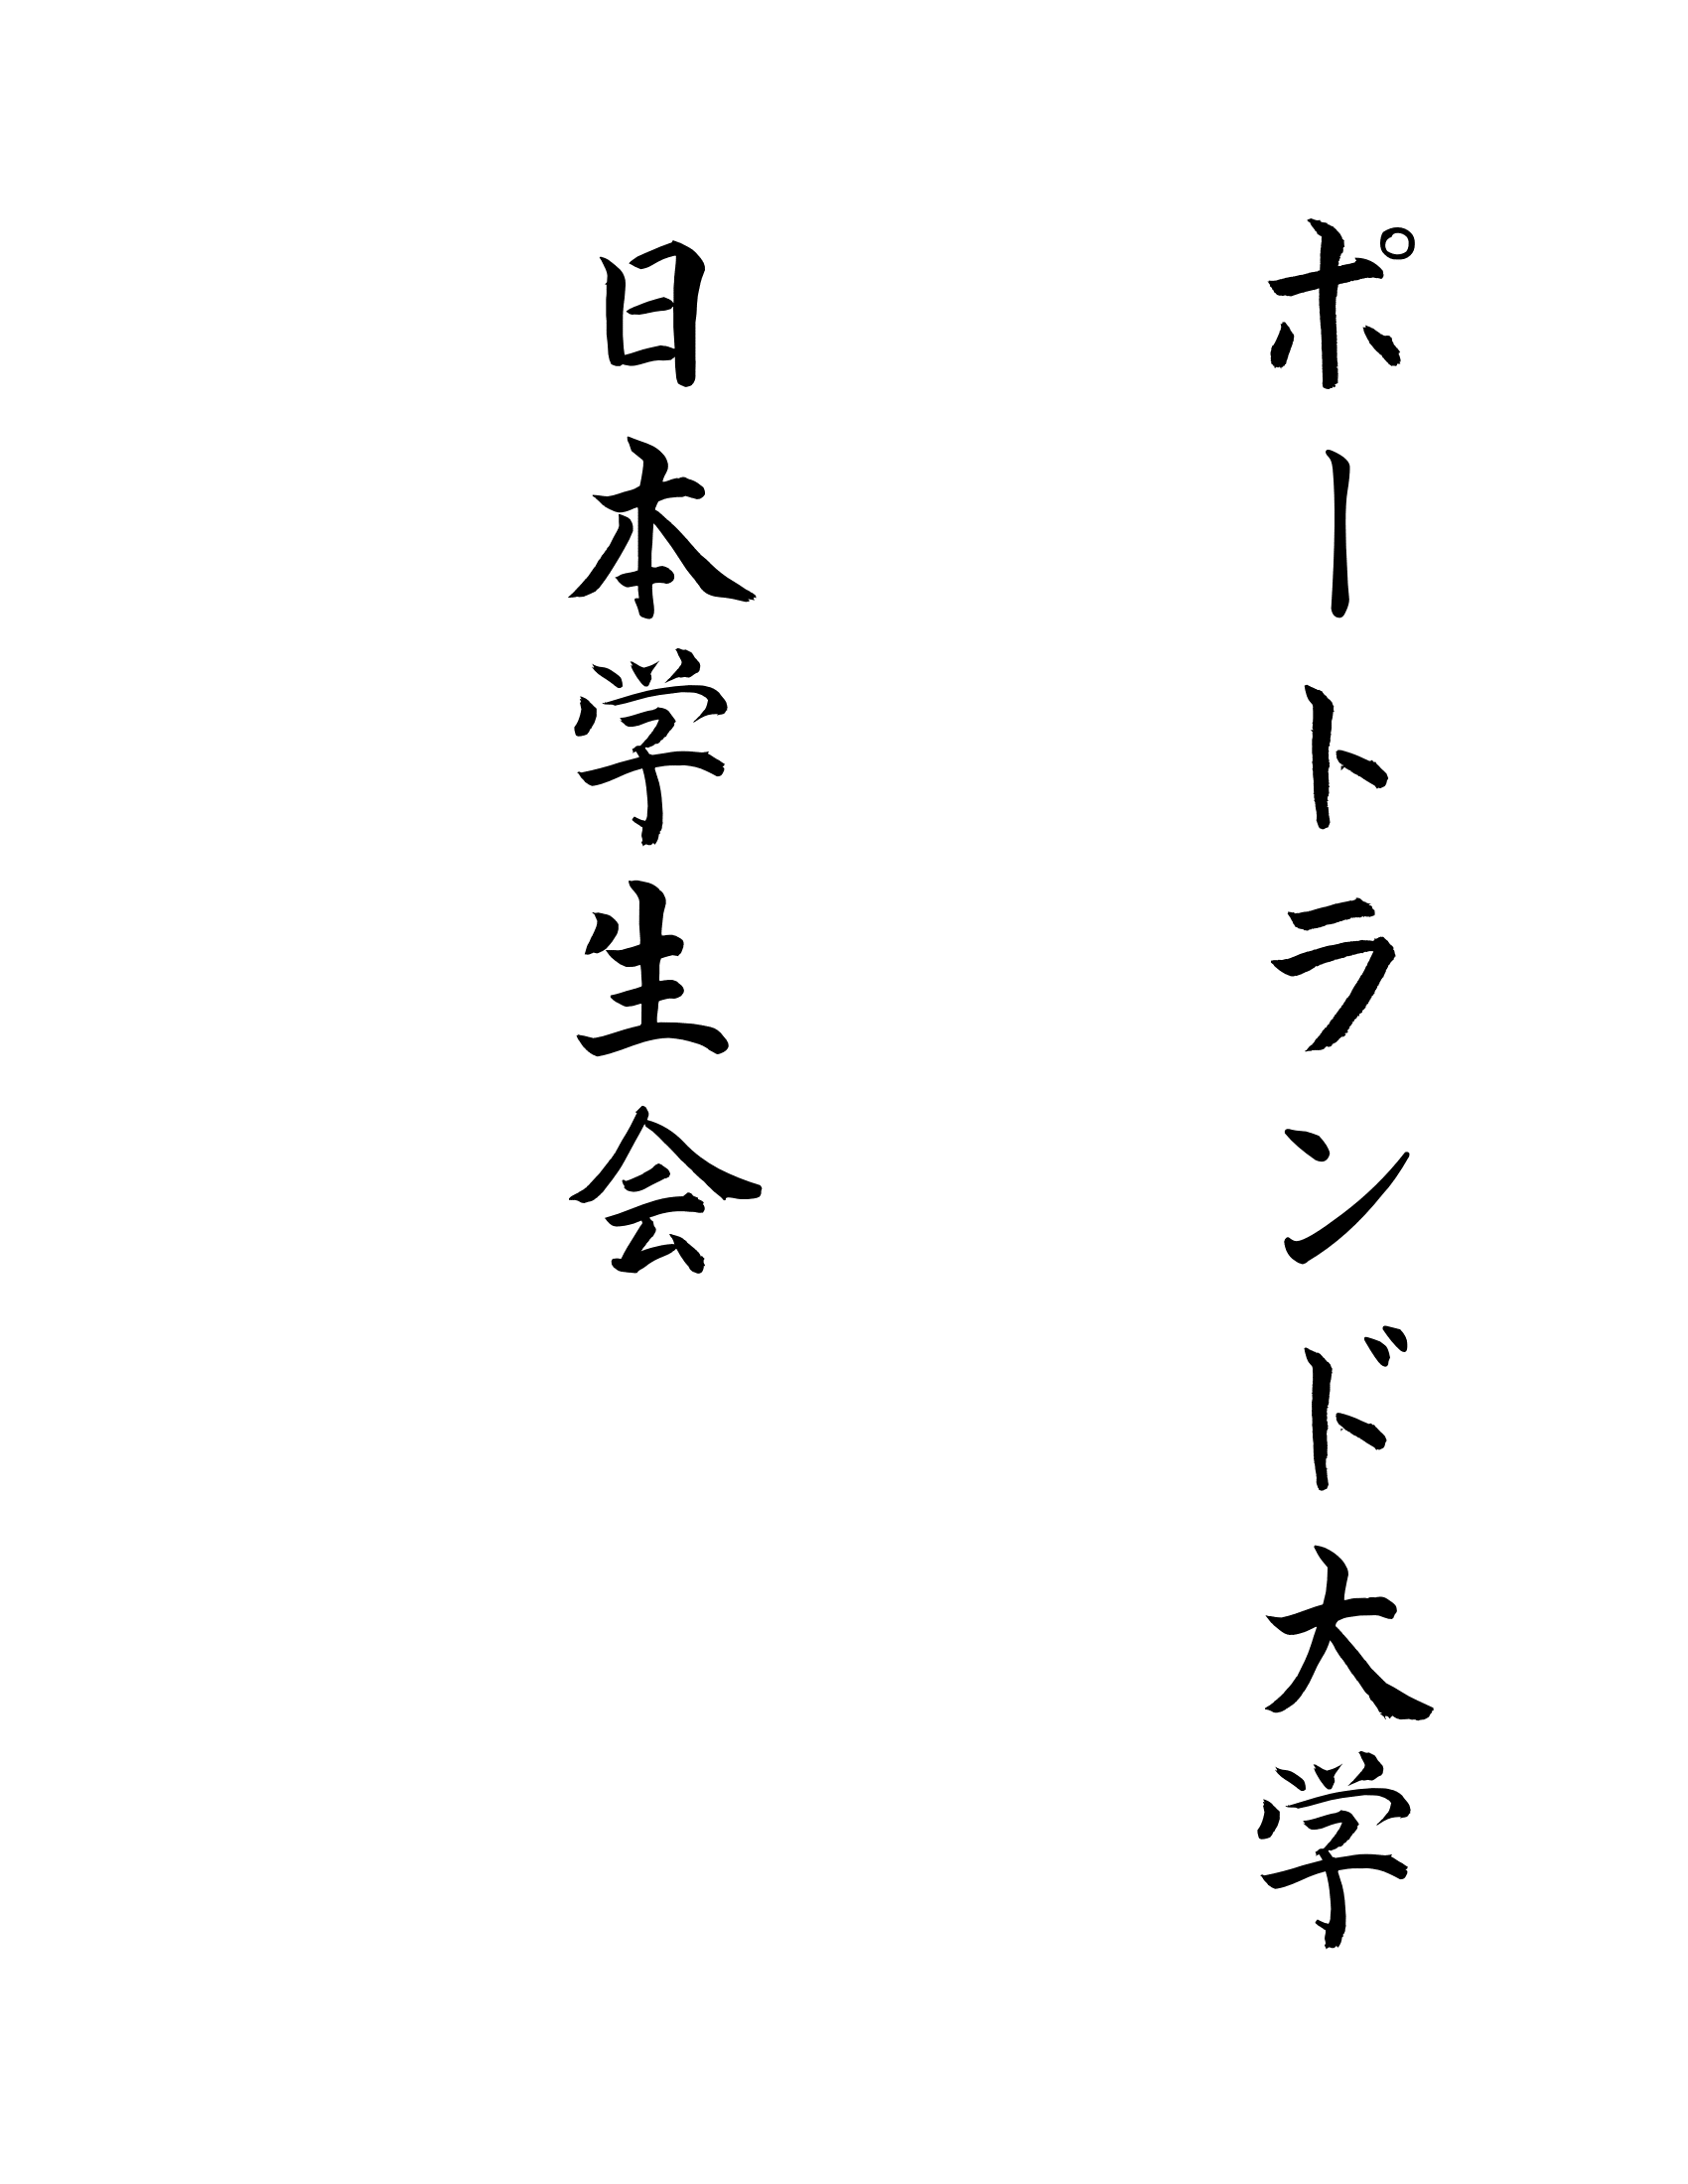 ポートランド大学
日本学生会